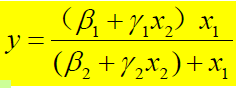 y = (β₁ + γ₁x₂) x₁ / (β₂ + γ₂x₂) + x₁